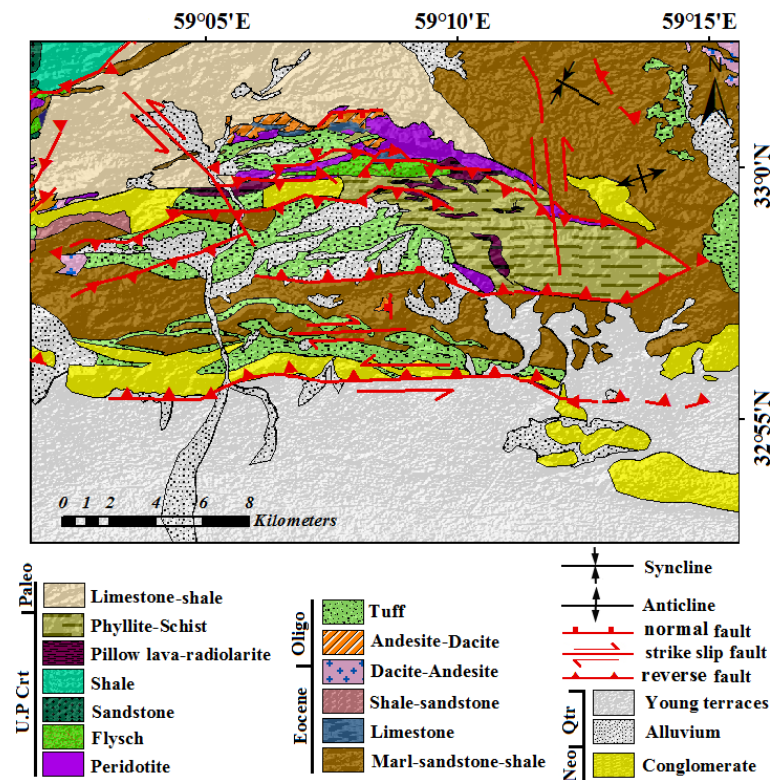 59°05'E 59°10'E 59°15'E
N
33°0'N
32°55'N
0 1 2 4 6 8
Kilometers
Paleo
U.P Crt
Limestone-shale
Phyllite-Schist
Pillow lava-radiolarite
Shale
Sandstone
Flysch
Peridotite
Oligo
Eocene
Tuff
Andesite-Dacite
Dacite-Andesite
Shale-sandstone
Limestone
Marl-sandstone-shale
Syncline
Anticline
normal fault
strike slip fault
reverse fault
Qtr
Neo
Young terraces
Alluvium
Conglomerate